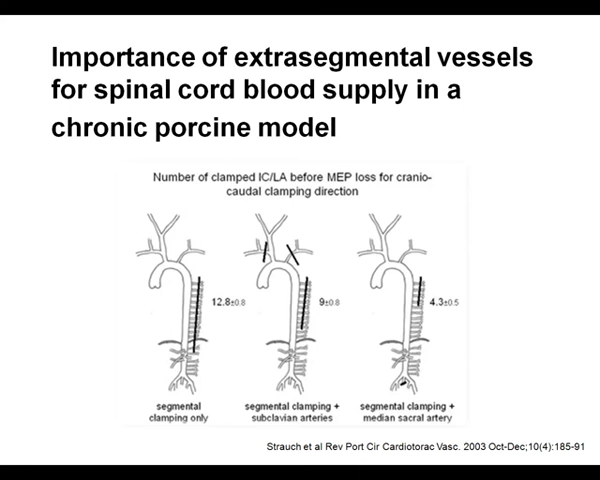 Importance of extrasegmental vessels
for spinal cord blood supply in a
chronic porcine model
Number of clamped IC/LA before MEP loss for cranio-
caudal clamping direction
12.8±0.8
9±0.8
4.3±0.5
segmental
clamping only
segmental clamping +
subclavian arteries
segmental clamping +
median sacral artery
Strauch et al Rev Port Cir Cardiotorac Vasc. 2003 Oct-Dec;10(4):185-91